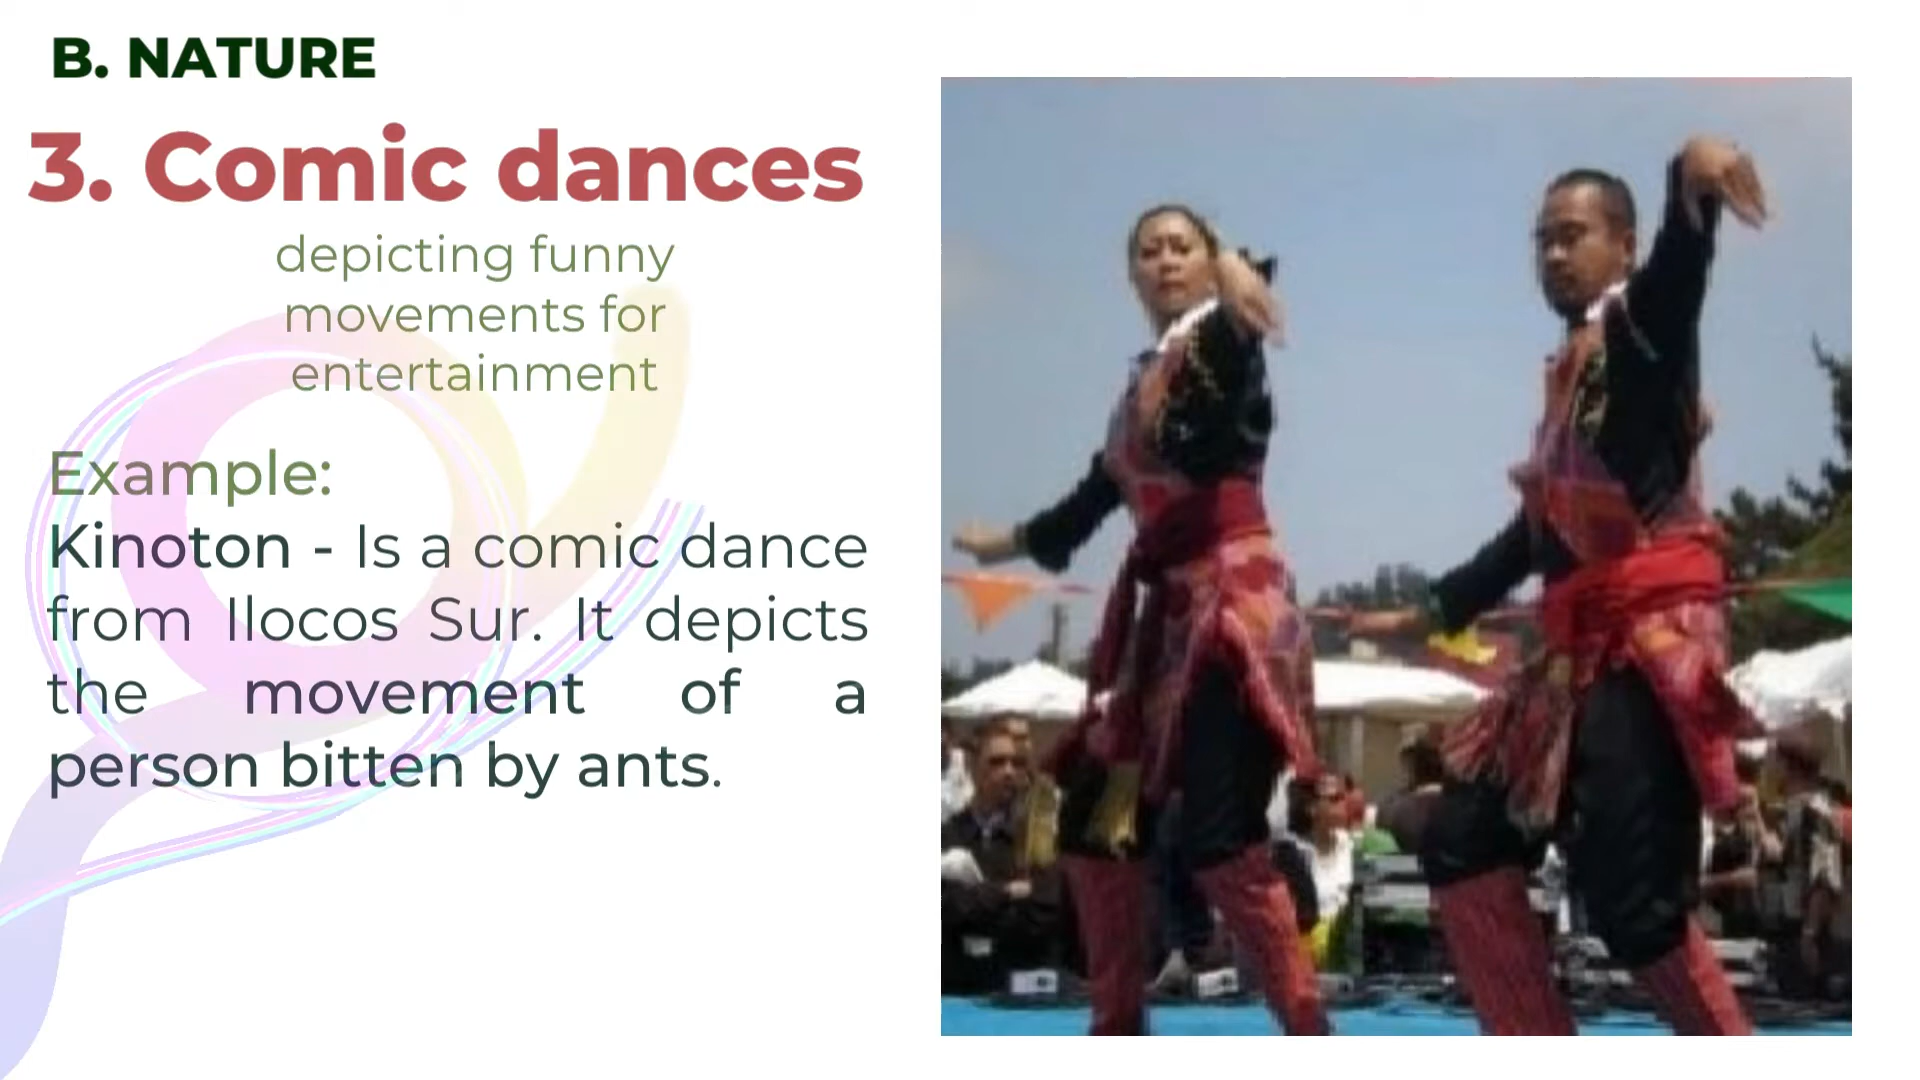 B. NATURE
3. Comic dances
depicting funny
movements for
entertainment
Example:
Kinoton - Is a comic dance
from Ilocos Sur. It depicts
the movement of a
person bitten by ants.